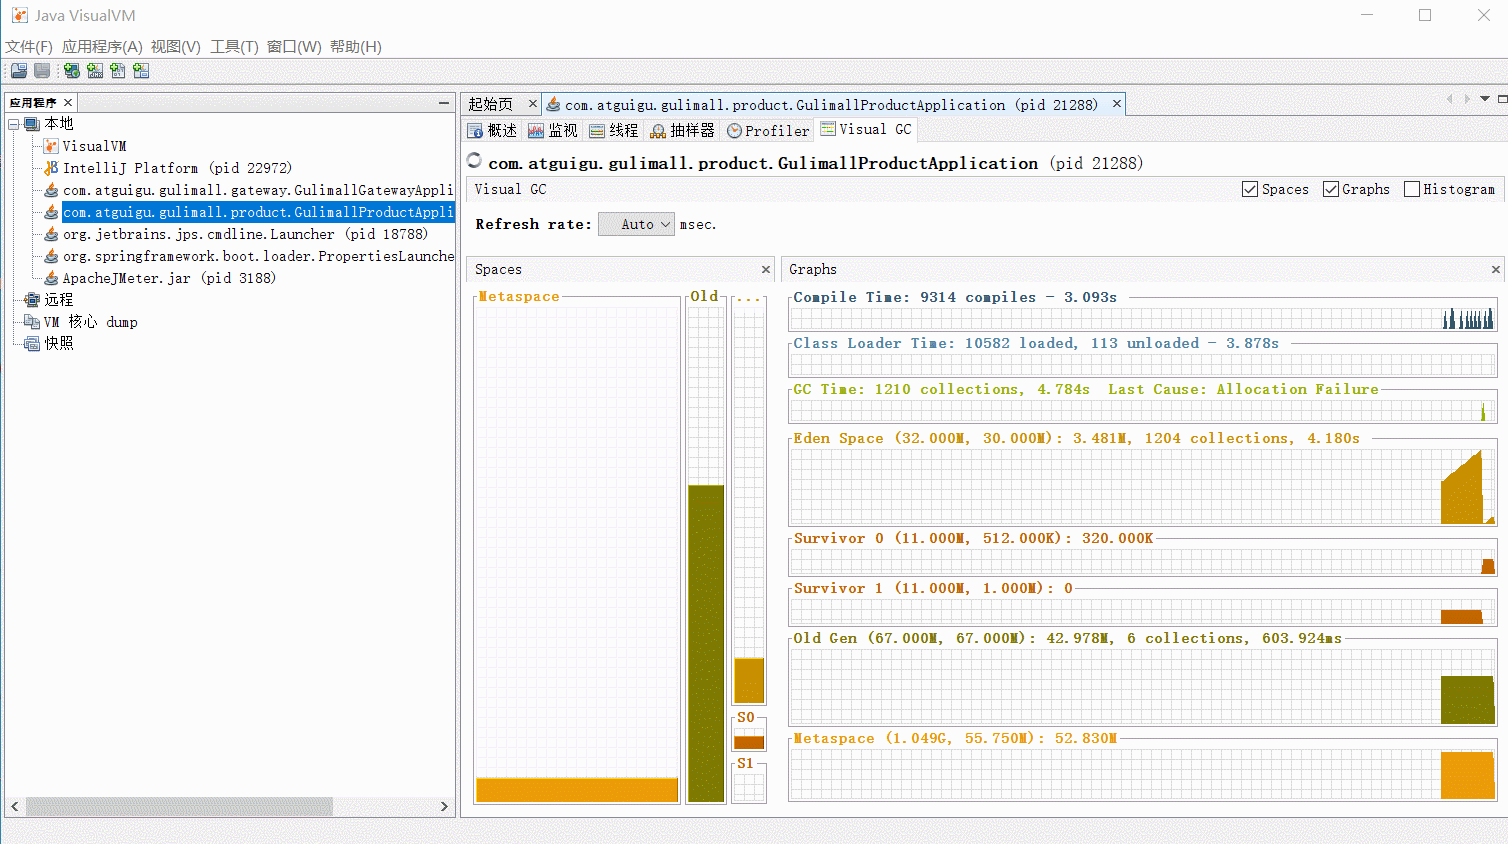 Java VisualVM
文件(F) 应用程序(A) 视图(V) 工具(T) 窗口(W) 帮助(H)
应用程序
本地
VisualVM
IntelliJ Platform (pid 22972)
com.atguigu.gulimall.gateway.GulimallGatewayAppli
com.atguigu.gulimall.product.GulimallProductAppli
org.jetbrains.jps.cmdline.Launcher (pid 18788)
org.springframework.boot.loader.PropertiesLaunche
ApacheJMeter.jar (pid 3188)
远程
VM 核心 dump
快照
起始页 com.atguigu.gulimall.product.GulimallProductApplication (pid 21288)
概述 监视 线程 抽样器 Profiler Visual GC
com.atguigu.gulimall.product.GulimallProductApplication (pid 21288)
Visual GC Spaces Graphs Histogram
Refresh rate: Auto msec.
Spaces
Metaspace Old ...
S0
S1
Graphs
Compile Time: 9314 compiles - 3.093s
Class Loader Time: 10582 loaded, 113 unloaded - 3.878s
GC Time: 1210 collections, 4.784s Last Cause: Allocation Failure
Eden Space (32.000M, 30.000M): 3.481M, 1204 collections, 4.180s
Survivor 0 (11.000M, 512.000K): 320.000K
Survivor 1 (11.000M, 1.000M): 0
Old Gen (67.000M, 67.000M): 42.978M, 6 collections, 603.924ms
Metaspace (1.049G, 55.750M): 52.830M